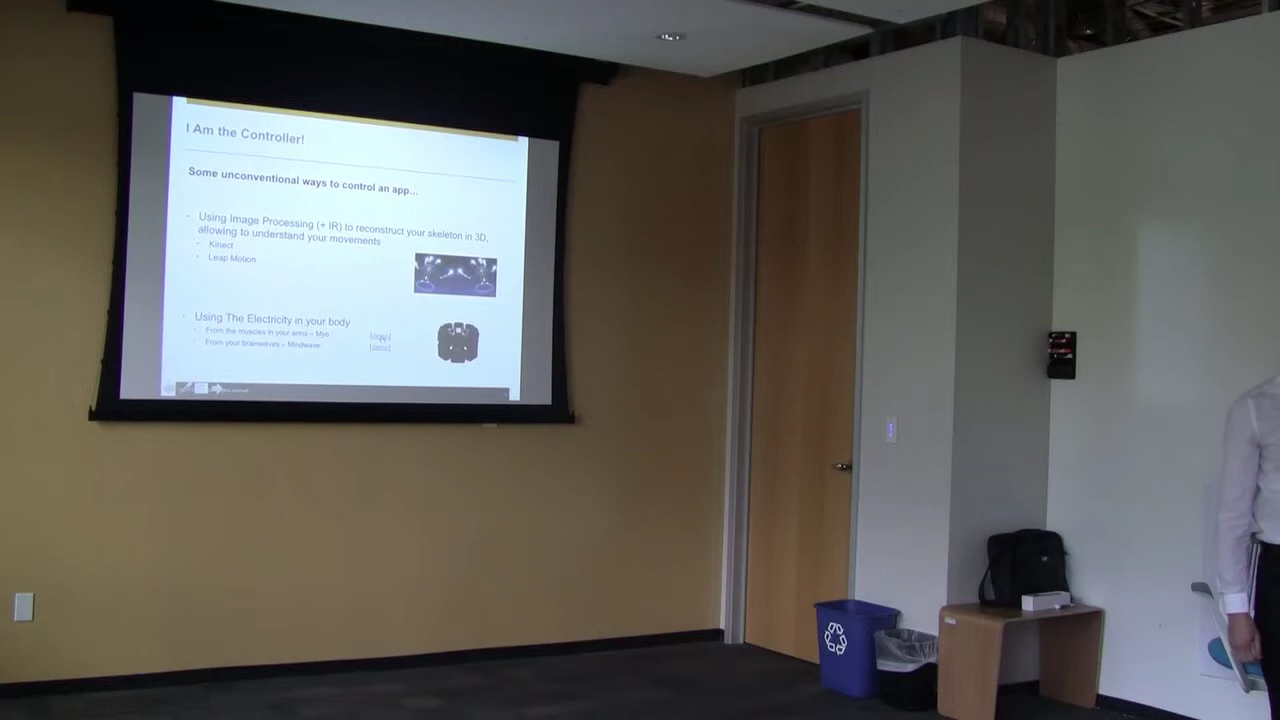 I Am the Controller!
Some unconventional ways to control an app...
Using Image Processing (+ IR) to reconstruct your skeleton in 3D,
allowing to understand your movements
Kinect
Leap Motion
Using The Electricity in your body
From the muscles in your arms – Myo
From your brainwaves – Mindwave